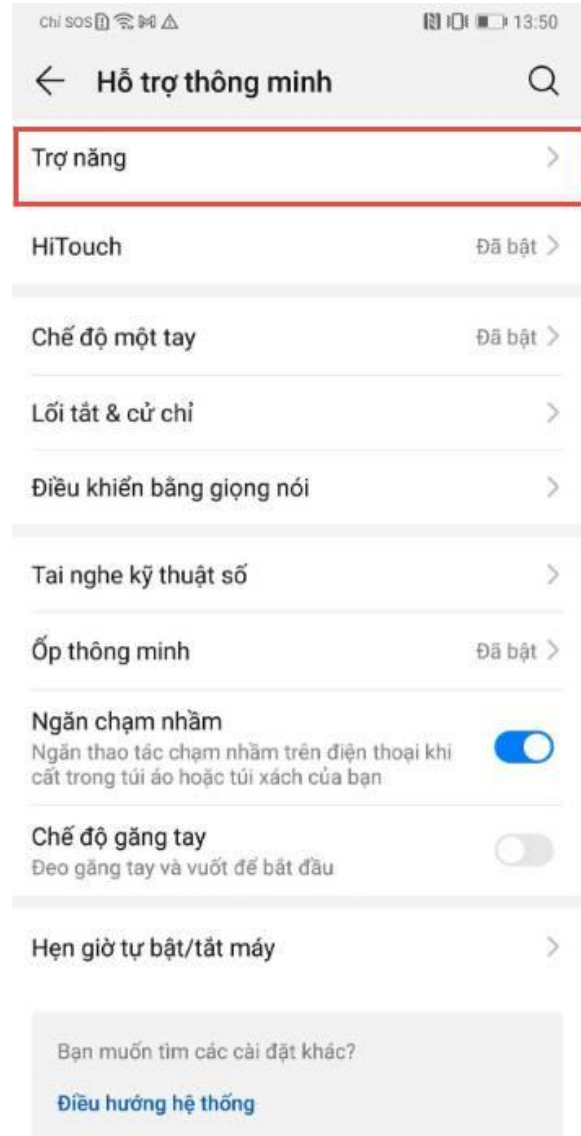 Chỉ SOS
13:50
Hỗ trợ thông minh
Trợ năng
HiTouch Đã bật
Chế độ một tay Đã bật
Lối tắt & cử chỉ
Điều khiển bằng giọng nói
Tai nghe kỹ thuật số
Ốp thông minh Đã bật
Ngăn chạm nhầm
Ngăn thao tác chạm nhầm trên điện thoại khi
cất trong túi áo hoặc túi xách của bạn
Chế độ găng tay
Đeo găng tay và vuốt để bắt đầu
Hẹn giờ tự bật/tắt máy
Bạn muốn tìm các cài đặt khác?
Điều hướng hệ thống